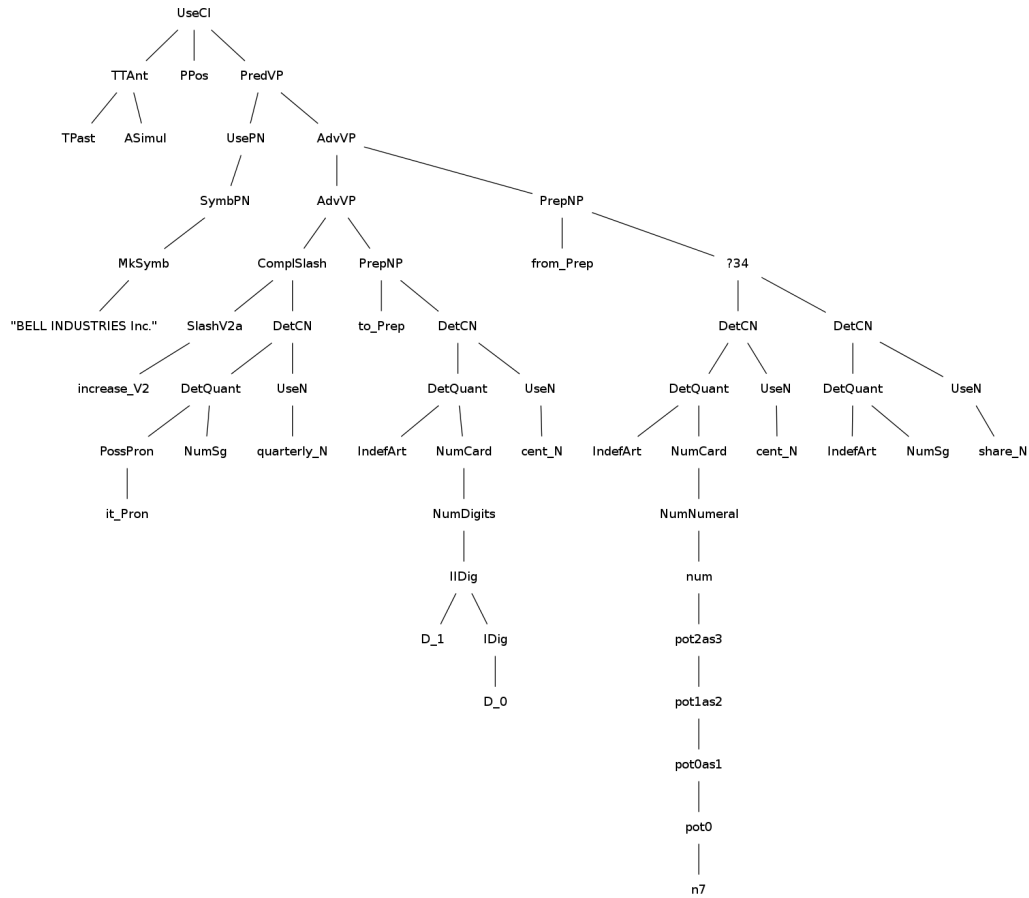 UseCl
TTAnt PPos PredVP
TPast ASimul UsePN AdvVP
SymbPN AdvVP PrepNP
MkSymb ComplSlash PrepNP from_Prep ?34
"BELL INDUSTRIES Inc." SlashV2a DetCN to_Prep DetCN DetCN DetCN
increase_V2 DetQuant UseN DetQuant UseN DetQuant UseN DetQuant UseN
PossPron NumSg quarterly_N IndefArt NumCard cent_N IndefArt NumCard cent_N IndefArt NumSg share_N
it_Pron NumDigits NumNumeral
IIDig num
D_1 IDig pot2as3
D_0 pot1as2
pot0as1
pot0
n7